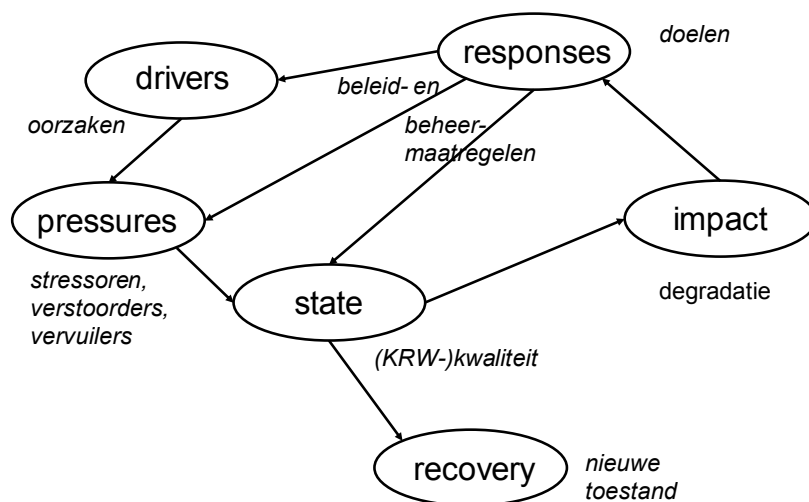 responses
doelen
drivers
beleid- en
oorzaken
beheer-
maatregelen
pressures
impact
stressoren,
verstoorders,
vervuilers
state
degradatie
(KRW-)kwaliteit
recovery
nieuwe
toestand